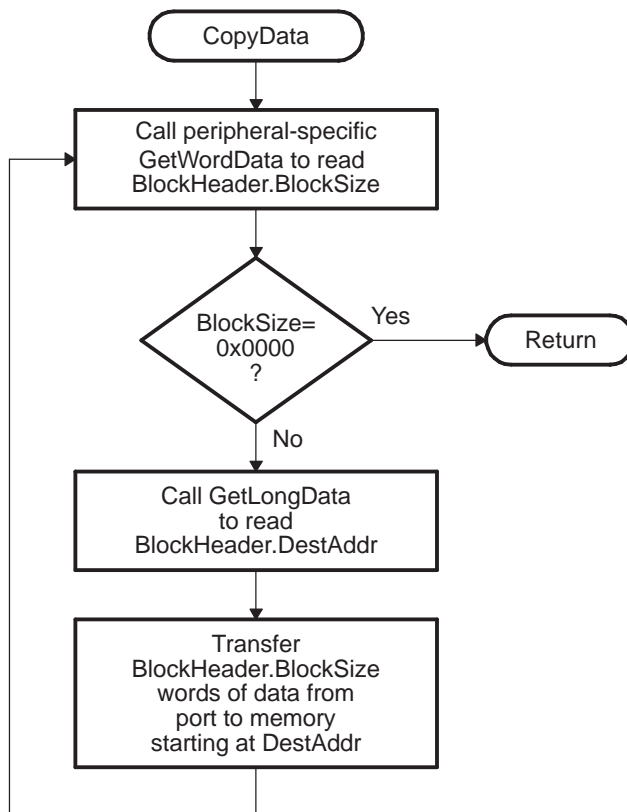 CopyData
Call peripheral-specific
GetWordData to read
BlockHeader.BlockSize
BlockSize=
0x0000
?
Yes
Return
No
Call GetLongData
to read
BlockHeader.DestAddr
Transfer
BlockHeader.BlockSize
words of data from
port to memory
starting at DestAddr